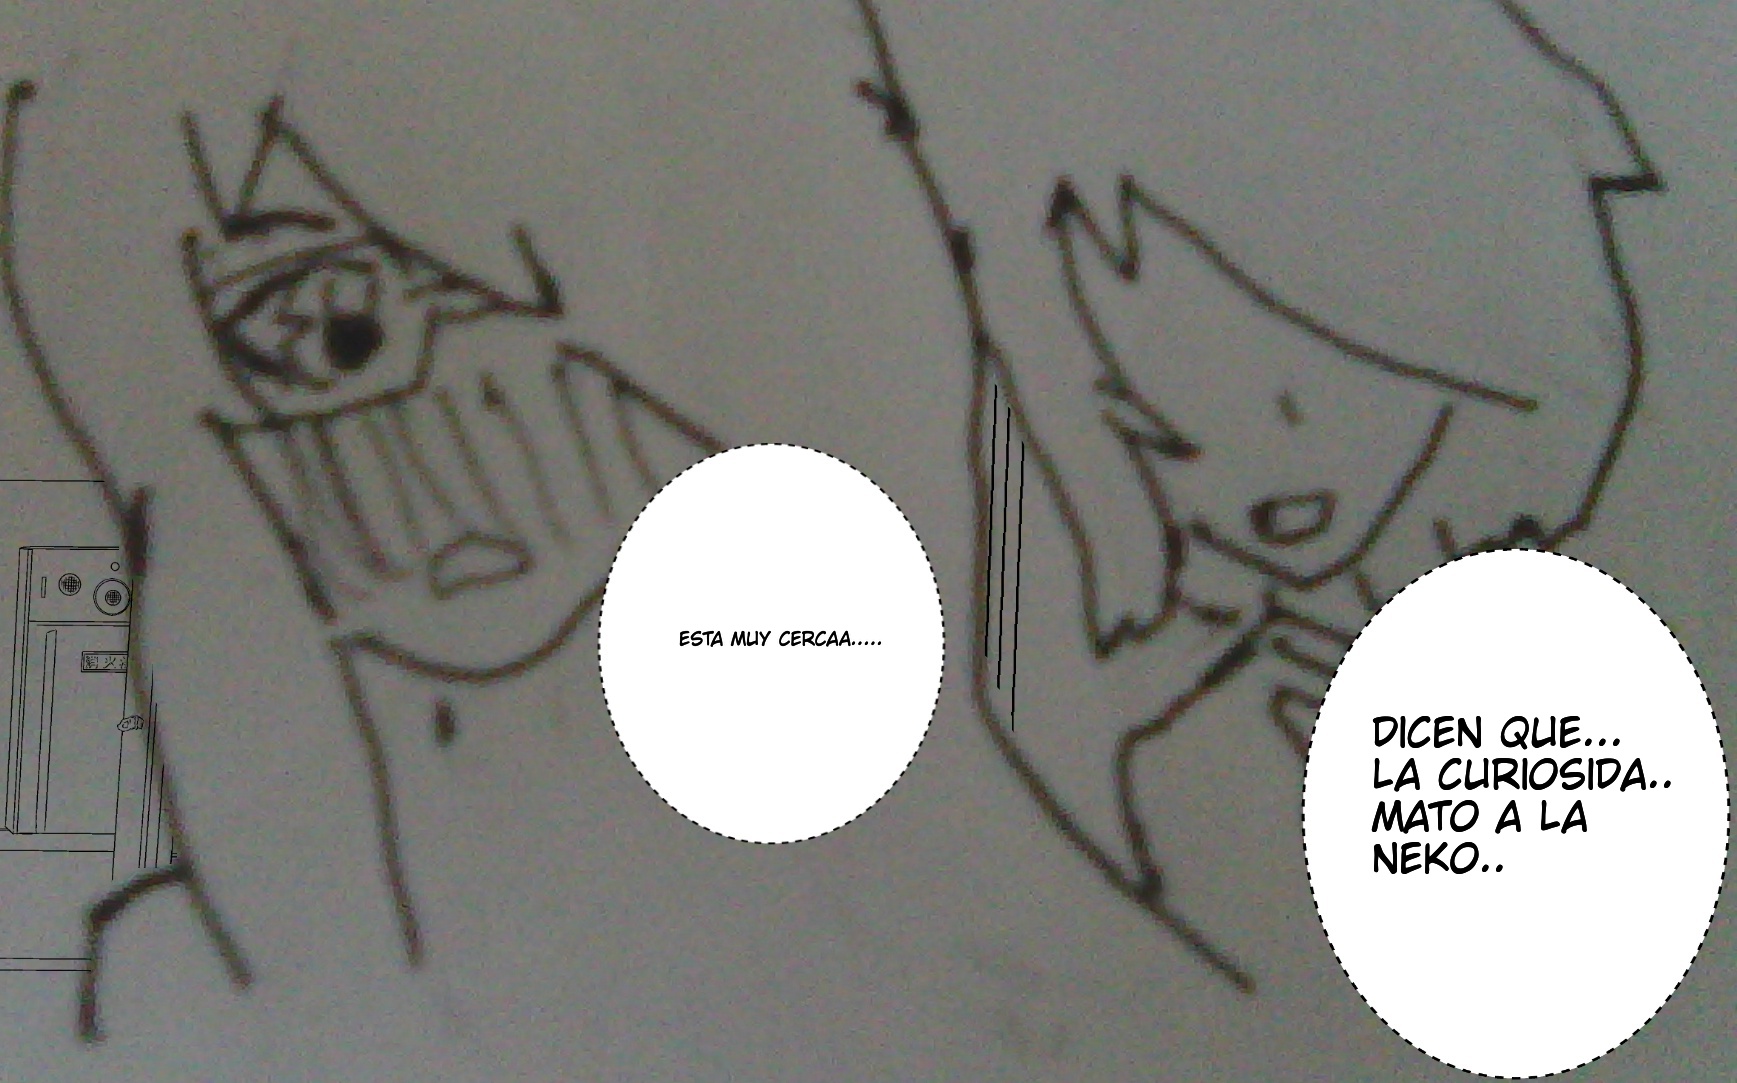 ESTA MUY CERCAA.....
DICEN QUE...
LA CURIOSIDA..
MATO A LA
NEKO..